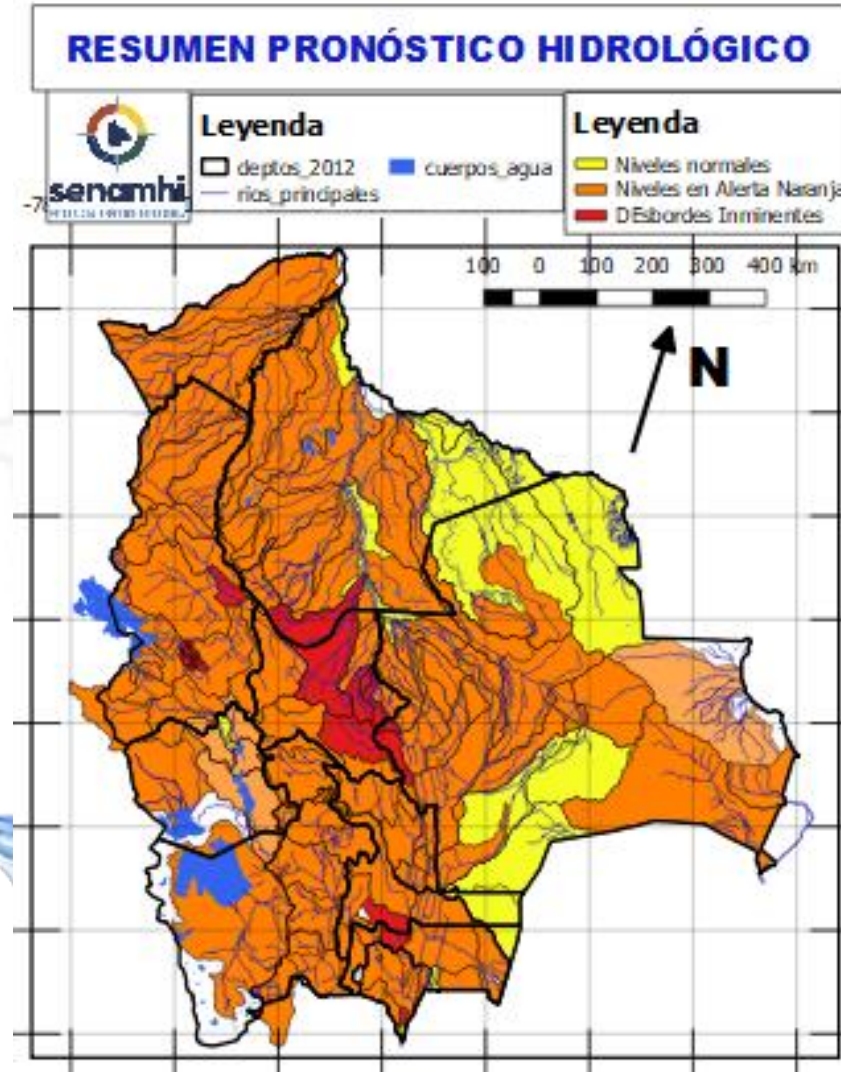 RESUMEN PRONÓSTICO HIDROLÓGICO
senamhi
Leyenda
deptos_2012
cuerpos_agua
rios_principales
Leyenda
Niveles normales
Niveles en Alerta Naranja
DEsbordes Inminentes
100 0 100 200 300 400 km
N